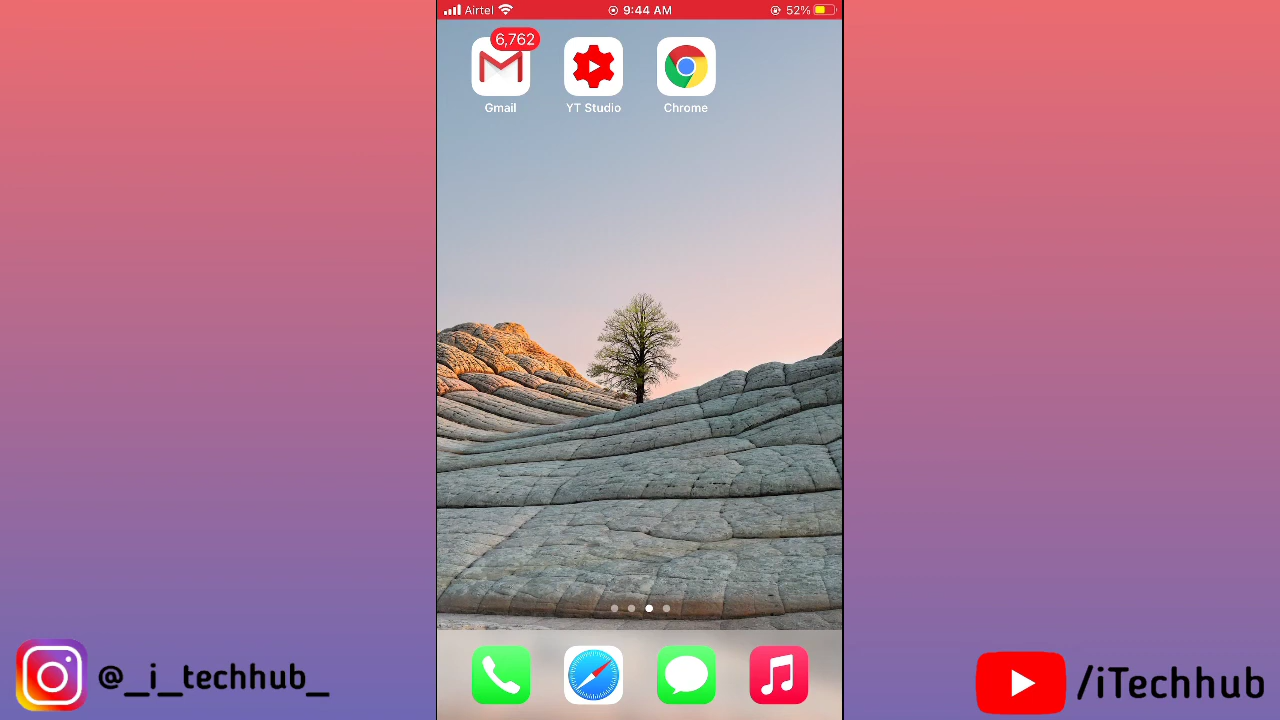 Airtel 9:44 AM 52%
6,762
Gmail YT Studio Chrome
@_i_techhub_ /iTechhub